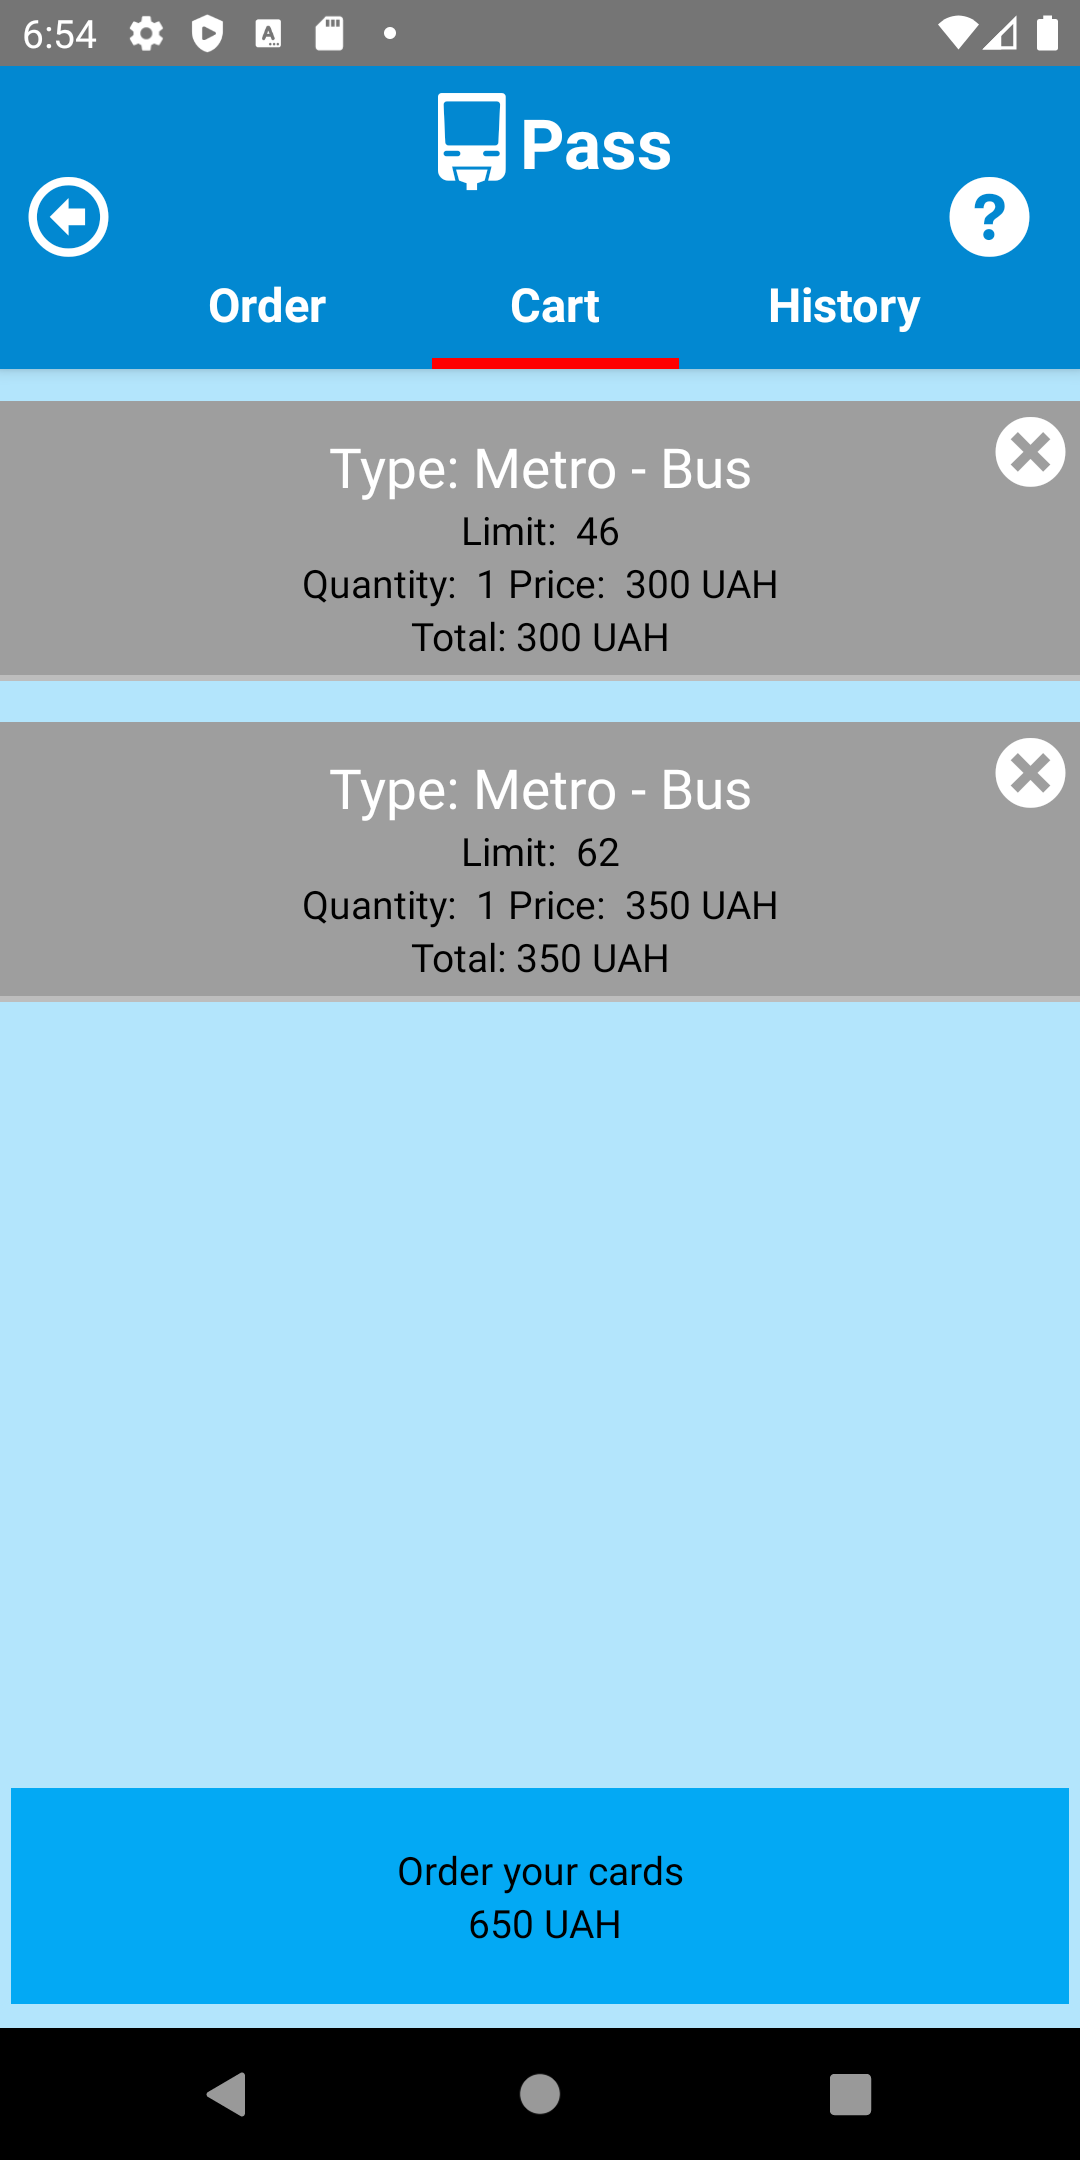 6:54
Pass
Order Cart History
Type: Metro - Bus
Limit: 46
Quantity: 1 Price: 300 UAH
Total: 300 UAH
Type: Metro - Bus
Limit: 62
Quantity: 1 Price: 350 UAH
Total: 350 UAH
Order your cards
650 UAH